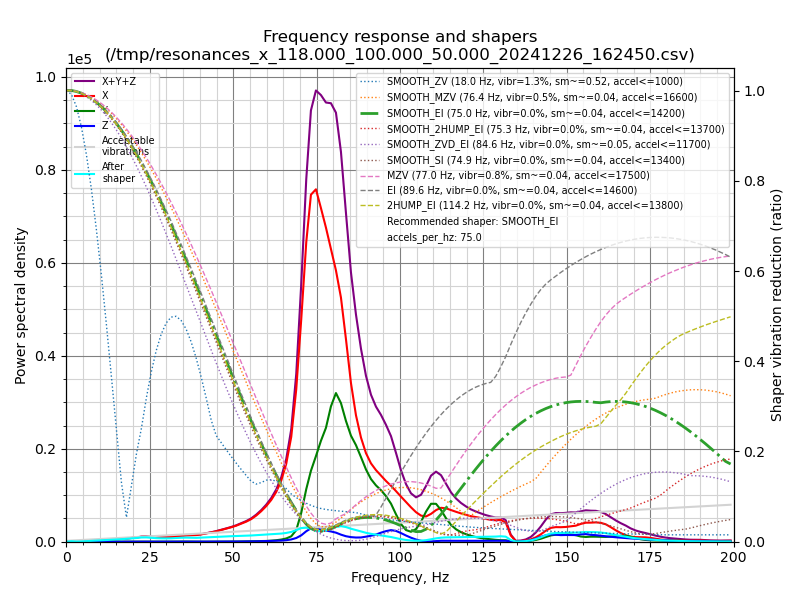 Frequency response and shapers
(/tmp/resonances_x_118.000_100.000_50.000_20241226_162450.csv)
1e5
X+Y+Z
X
Z
Acceptable
vibrations
After
shaper
SMOOTH_ZV (18.0 Hz, vibr=1.3%, sm~=0.52, accel<=1000)
SMOOTH_MZV (76.4 Hz, vibr=0.5%, sm~=0.04, accel<=16600)
SMOOTH_EI (75.0 Hz, vibr=0.0%, sm~=0.04, accel<=14200)
SMOOTH_2HUMP_EI (75.3 Hz, vibr=0.0%, sm~=0.04, accel<=13700)
SMOOTH_ZVD_EI (84.6 Hz, vibr=0.0%, sm~=0.05, accel<=11700)
SMOOTH_SI (74.9 Hz, vibr=0.0%, sm~=0.04, accel<=13400)
MZV (77.0 Hz, vibr=0.8%, sm~=0.04, accel<=17500)
EI (89.6 Hz, vibr=0.0%, sm~=0.04, accel<=14600)
2HUMP_EI (114.2 Hz, vibr=0.0%, sm~=0.04, accel<=13800)
Recommended shaper: SMOOTH_EI
accels_per_hz: 75.0
Power spectral density
1.0
0.8
0.6
0.4
0.2
0.0
Shaper vibration reduction (ratio)
1.0
0.8
0.6
0.4
0.2
0.0
0 25 50 75 100 125 150 175 200
Frequency, Hz